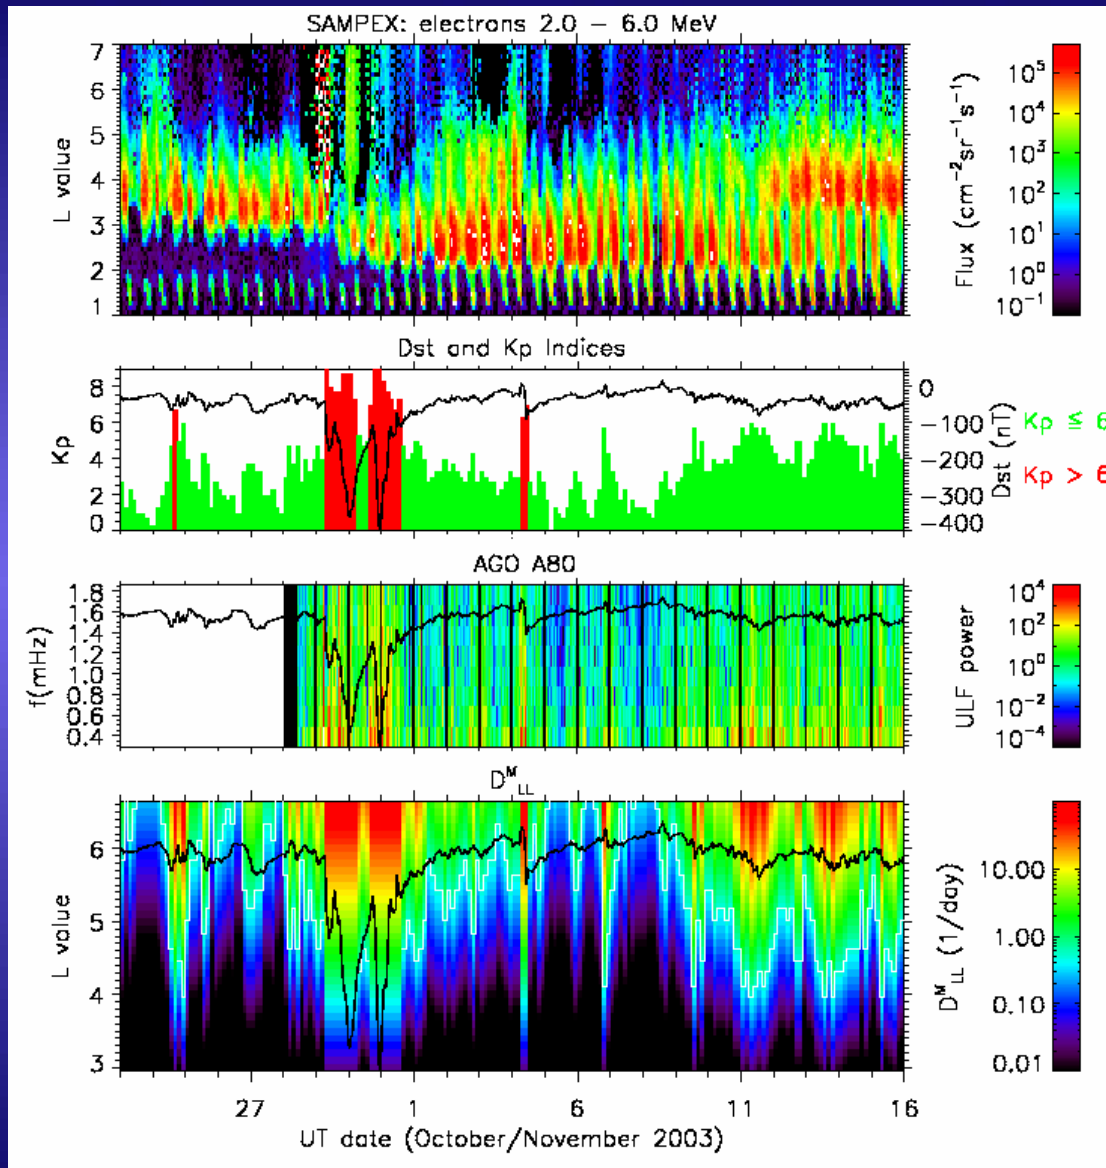 SAMPEX: electrons 2.0 – 6.0 MeV
7
6
5
4
3
2
1
L value
10⁵
10⁴
10³
10²
10¹
10⁰
10⁻¹
Flux (cm⁻²sr⁻¹s⁻¹)
Dst and Kp Indices
8
6
4
2
0
Kp
0
−100
−200
−300
−400
Dst (nT)
Kp ≤ 6
Kp > 6
AGO A80
1.8
1.6
1.4
1.2
1.0
0.8
0.6
0.4
f(mHz)
10⁴
10²
10⁰
10⁻²
10⁻⁴
ULF power
Dᴹ_LL
6
5
4
3
L value
10.00
1.00
0.10
0.01
Dᴹ_LL (1/day)
27 1 6 11 16
UT date (October/November 2003)